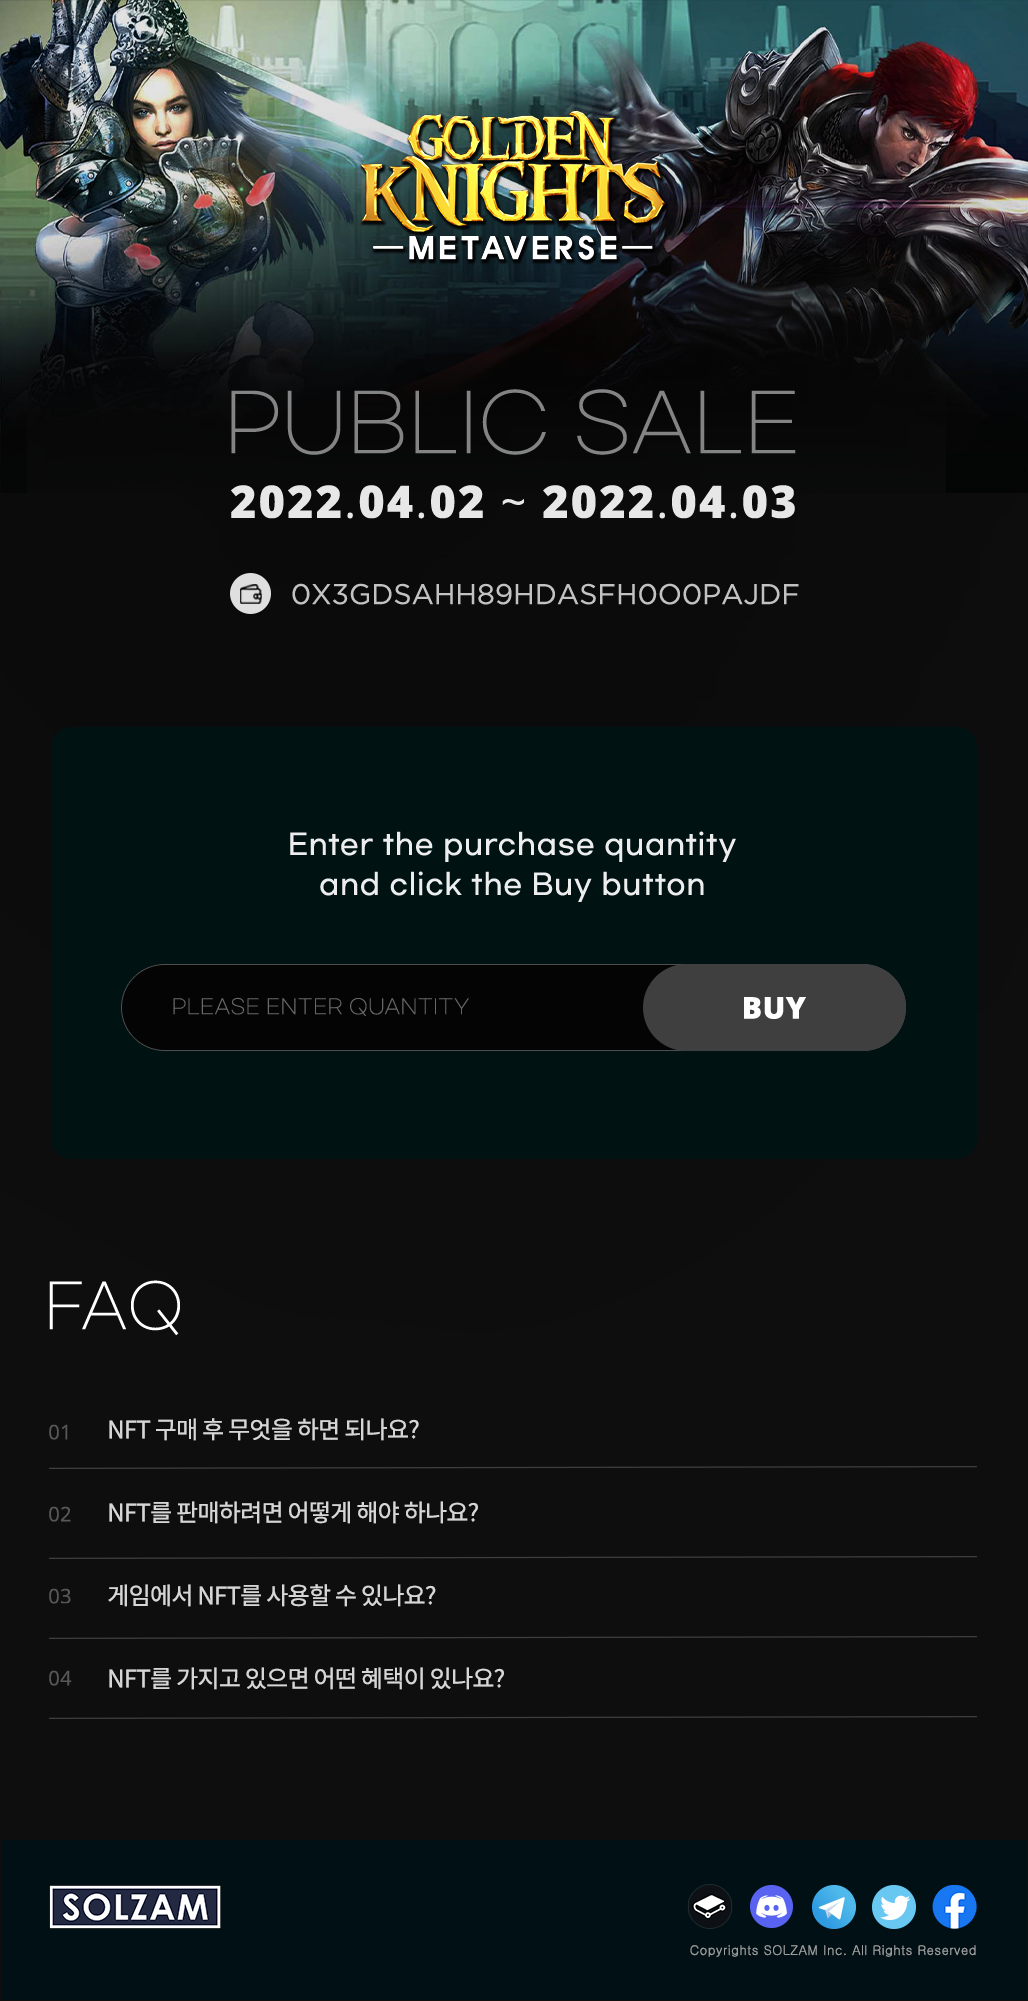 GOLDEN
KNIGHTS
METAVERSE
PUBLIC SALE
2022.04.02 ~ 2022.04.03
0X3GDSAHH89HDASFH0O0PAJDF
Enter the purchase quantity
and click the Buy button
PLEASE ENTER QUANTITY
BUY
FAQ
01 NFT 구매 후 무엇을 하면 되나요?
02 NFT를 판매하려면 어떻게 해야 하나요?
03 게임에서 NFT를 사용할 수 있나요?
04 NFT를 가지고 있으면 어떤 혜택이 있나요?
SOLZAM
Copyrights SOLZAM Inc. All Rights Reserved